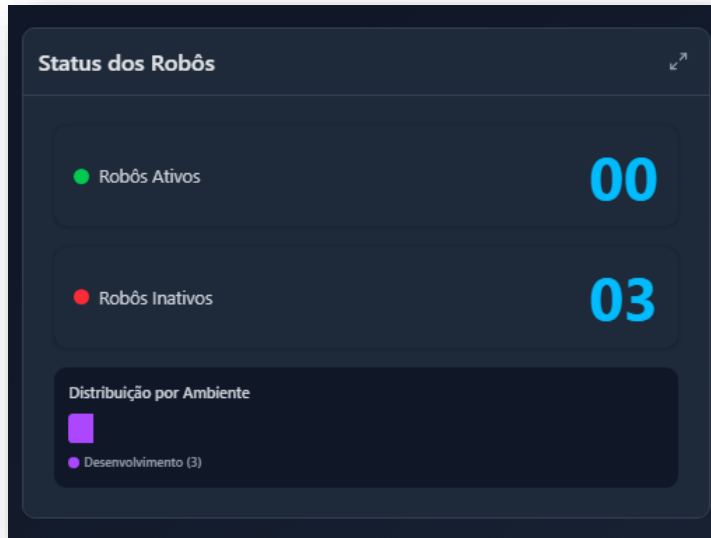 Status dos Robôs
Robôs Ativos
00
Robôs Inativos
03
Distribuição por Ambiente
Desenvolvimento (3)